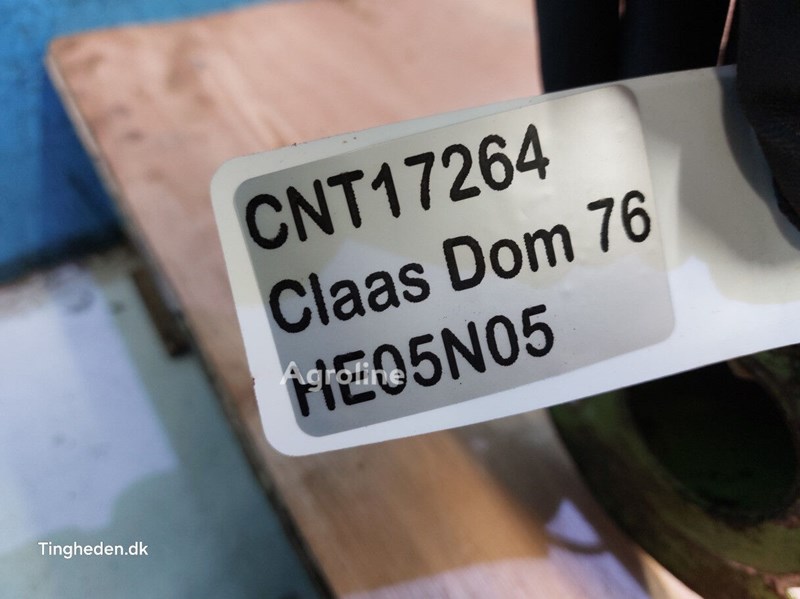 CNT17264
Claas Dom 76
HE05N05
Agroline
Tingheden.dk